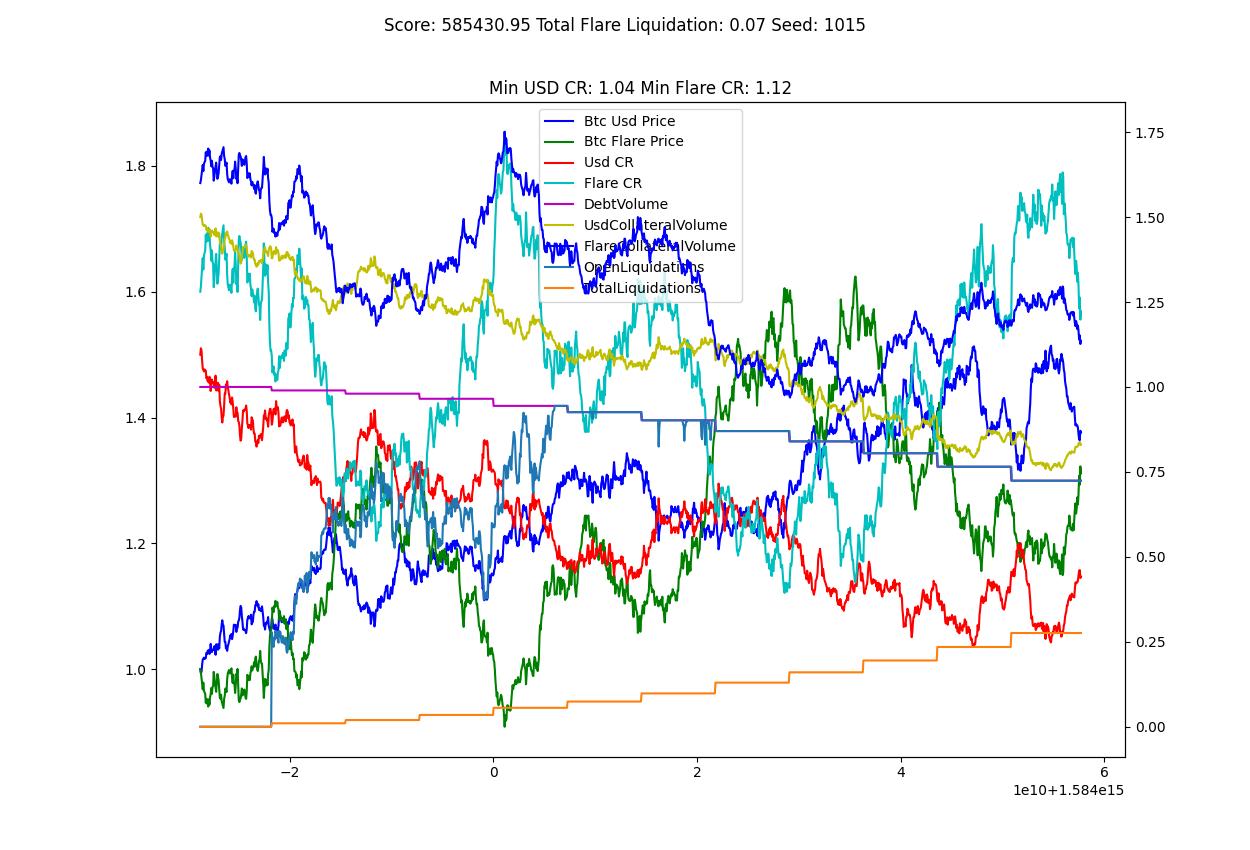 Score: 585430.95 Total Flare Liquidation: 0.07 Seed: 1015
Min USD CR: 1.04 Min Flare CR: 1.12
Btc Usd Price
Btc Flare Price
Usd CR
Flare CR
DebtVolume
UsdCollateralVolume
FlareCollateralVolume
OpenLiquidations
TotalLiquidations
1.8
1.6
1.4
1.2
1.0
1.75
1.50
1.25
1.00
0.75
0.50
0.25
0.00
−2
0
2
4
6
1e10+1.584e15